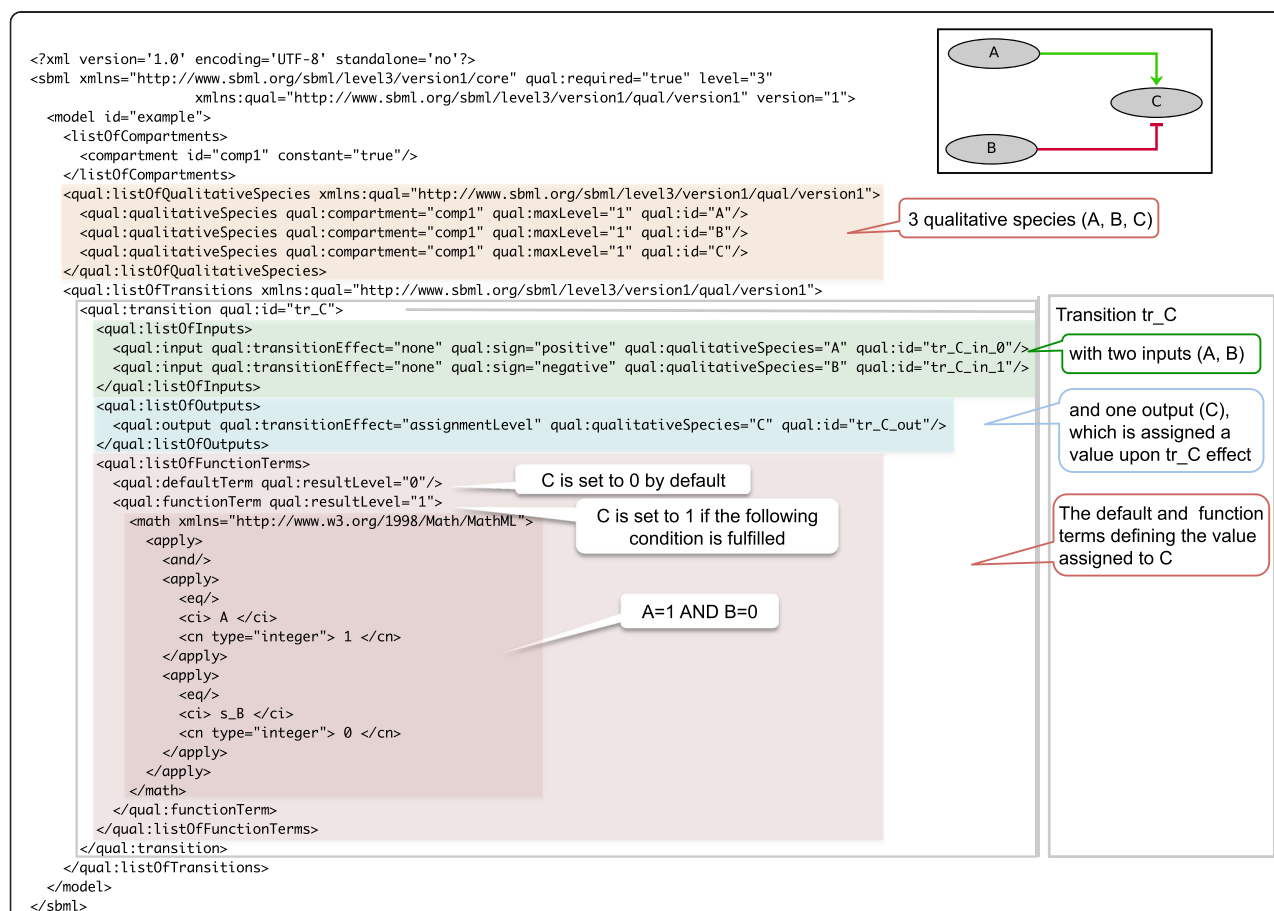 <?xml version='1.0' encoding='UTF-8' standalone='no'?>
<sbml xmlns="http://www.sbml.org/sbml/level3/version1/core" qual:required="true" level="3"
xmlns:qual="http://www.sbml.org/sbml/level3/version1/qual/version1" version="1">
<model id="example">
<listOfCompartments>
<compartment id="comp1" constant="true"/>
</listOfCompartments>
<qual:listOfQualitativeSpecies xmlns:qual="http://www.sbml.org/sbml/level3/version1/qual/version1">
<qual:qualitativeSpecies qual:compartment="comp1" qual:maxLevel="1" qual:id="A"/>
<qual:qualitativeSpecies qual:compartment="comp1" qual:maxLevel="1" qual:id="B"/>
<qual:qualitativeSpecies qual:compartment="comp1" qual:maxLevel="1" qual:id="C"/>
</qual:listOfQualitativeSpecies>
<qual:listOfTransitions xmlns:qual="http://www.sbml.org/sbml/level3/version1/qual/version1">
<qual:transition qual:id="tr_C">
<qual:listOfInputs>
<qual:input qual:transitionEffect="none" qual:sign="positive" qual:qualitativeSpecies="A" qual:id="tr_C_in_0"/>
<qual:input qual:transitionEffect="none" qual:sign="negative" qual:qualitativeSpecies="B" qual:id="tr_C_in_1"/>
</qual:listOfInputs>
<qual:listOfOutputs>
<qual:output qual:transitionEffect="assignmentLevel" qual:qualitativeSpecies="C" qual:id="tr_C_out"/>
</qual:listOfOutputs>
<qual:listOfFunctionTerms>
<qual:defaultTerm qual:resultLevel="0"/>
<qual:functionTerm qual:resultLevel="1">
<math xmlns="http://www.w3.org/1998/Math/MathML">
<apply>
<and/>
<apply>
<eq/>
<ci> A </ci>
<cn type="integer"> 1 </cn>
</apply>
<apply>
<eq/>
<ci> s_B </ci>
<cn type="integer"> 0 </cn>
</apply>
</apply>
</math>
</qual:functionTerm>
</qual:listOfFunctionTerms>
</qual:transition>
</qual:listOfTransitions>
</model>
</sbml>
A
C
B
3 qualitative species (A, B, C)
Transition tr_C
with two inputs (A, B)
and one output (C),
which is assigned a
value upon tr_C effect
C is set to 0 by default
C is set to 1 if the following
condition is fulfilled
The default and function
terms defining the value
assigned to C
A=1 AND B=0